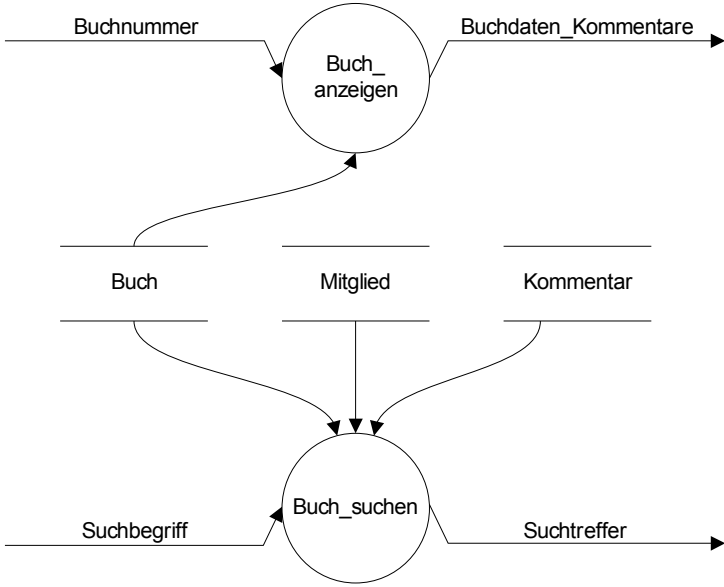 Buchnummer
Buch_
anzeigen
Buchdaten_Kommentare
Buch
Mitglied
Kommentar
Suchbegriff
Buch_suchen
Suchtreffer